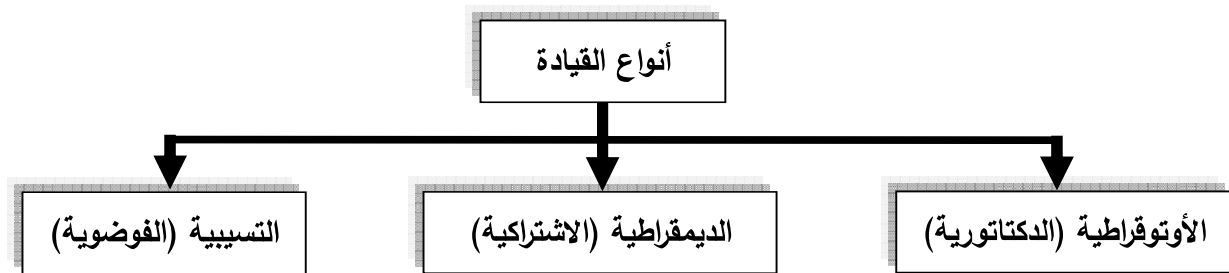 أنواع القيادة
الأوتوقراطية (الدكتاتورية)
الديمقراطية (الاشتراكية)
التسيبية (الفوضوية)